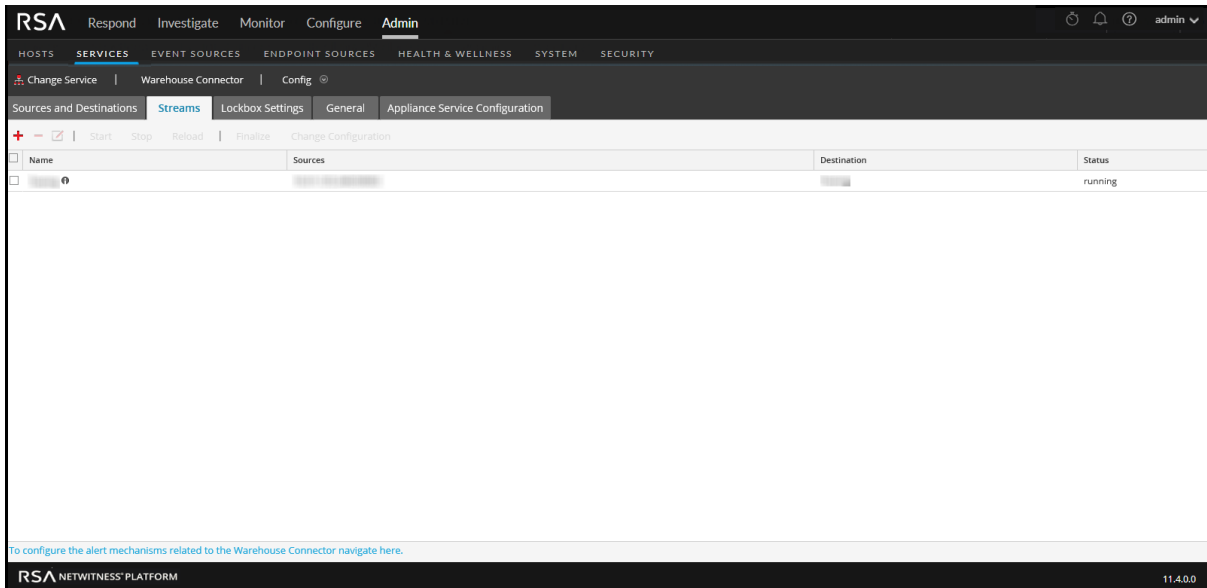 RSA Respond Investigate Monitor Configure Admin admin
HOSTS SERVICES EVENT SOURCES ENDPOINT SOURCES HEALTH & WELLNESS SYSTEM SECURITY
Change Service | Warehouse Connector | Config
Sources and Destinations Streams Lockbox Settings General Appliance Service Configuration
Start Stop Reload | Finalize Change Configuration
Name Sources Destination Status
running
To configure the alert mechanisms related to the Warehouse Connector navigate here.
RSA NETWITNESS® PLATFORM 11.4.0.0